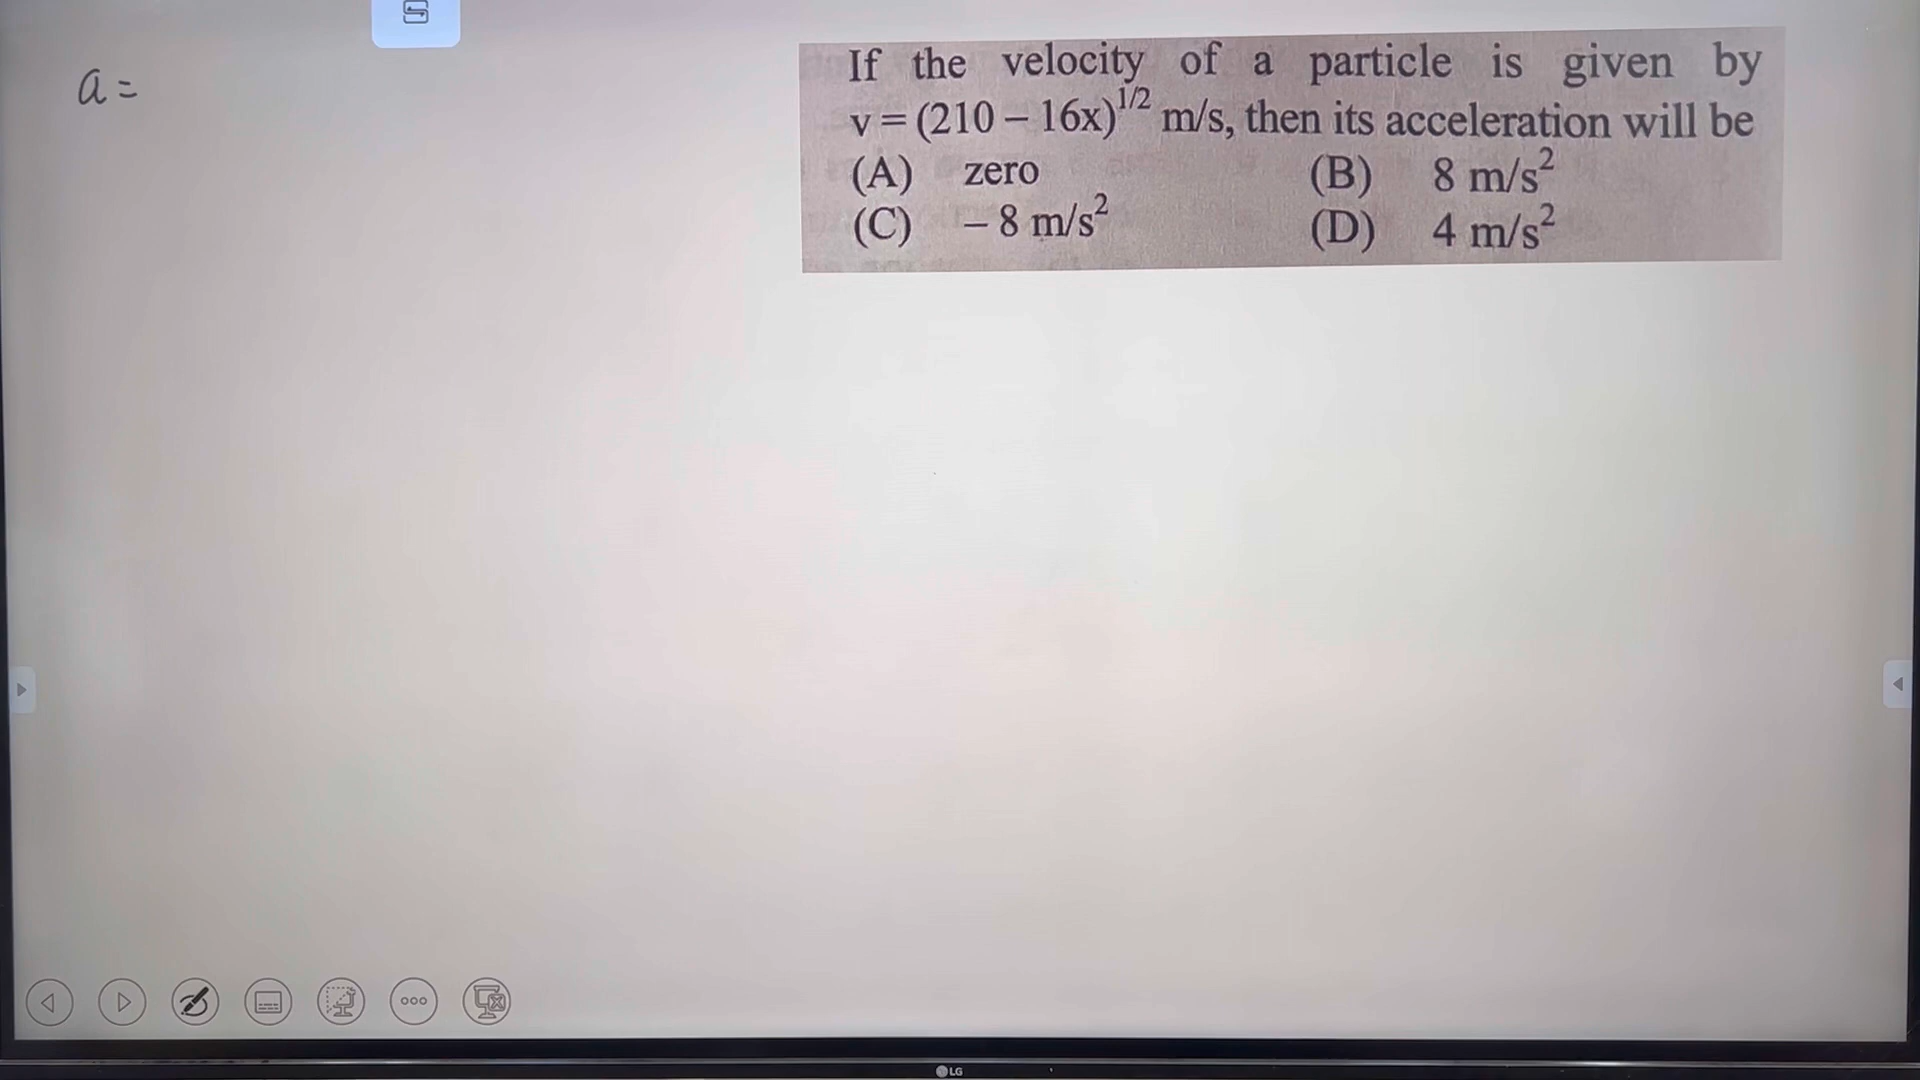 a =
If the velocity of a particle is given by
v = (210 – 16x)^1/2 m/s, then its acceleration will be
(A) zero (B) 8 m/s²
(C) – 8 m/s² (D) 4 m/s²
LG